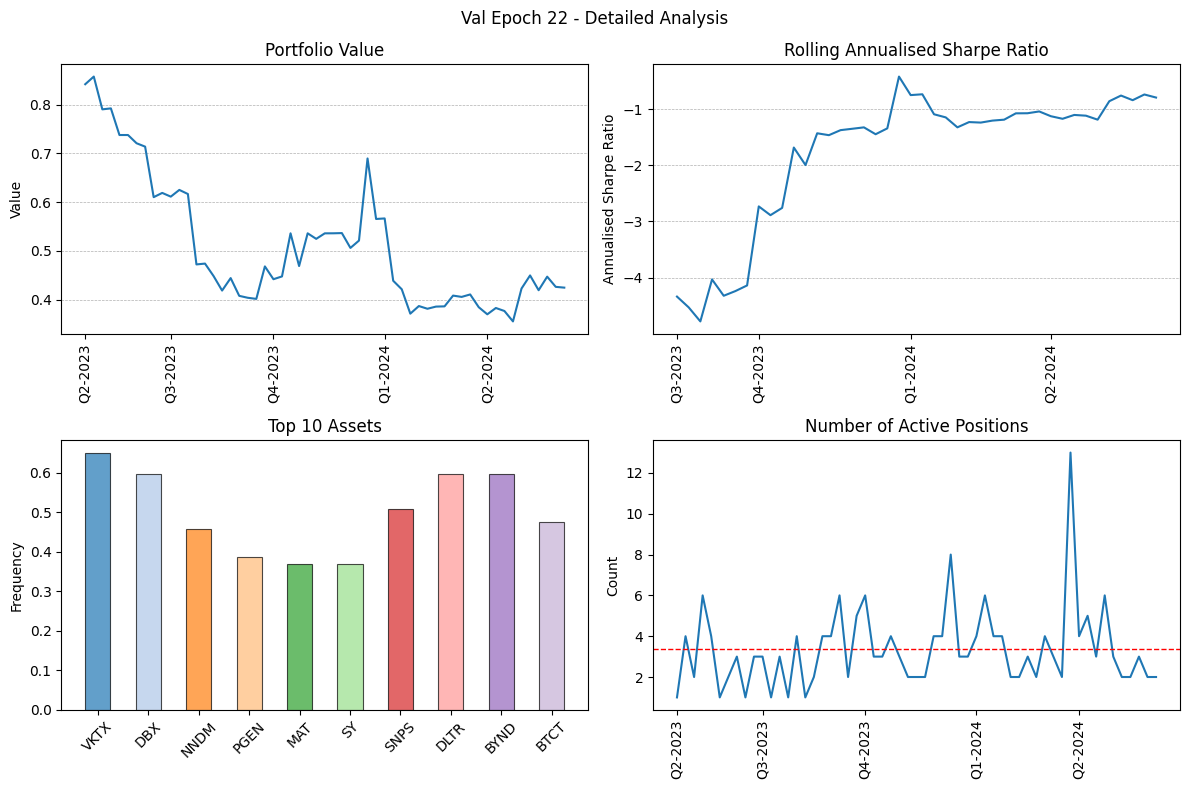 Val Epoch 22 - Detailed Analysis
Portfolio Value
Value
0.8
0.7
0.6
0.5
0.4
Q2-2023
Q3-2023
Q4-2023
Q1-2024
Q2-2024
Rolling Annualised Sharpe Ratio
Annualised Sharpe Ratio
−1
−2
−3
−4
Q3-2023
Q4-2023
Q1-2024
Q2-2024
Top 10 Assets
Frequency
0.6
0.5
0.4
0.3
0.2
0.1
0.0
VKTX
DBX
NNDM
PGEN
MAT
SY
SNPS
DLTR
BYND
BTCT
Number of Active Positions
Count
12
10
8
6
4
2
Q2-2023
Q3-2023
Q4-2023
Q1-2024
Q2-2024